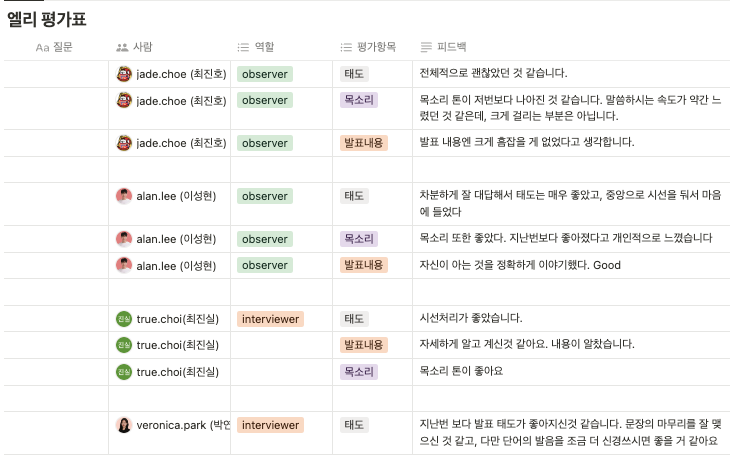 엘리 평가표
Aa 질문 사람 역할 평가항목 피드백
jade.choe (최진호) observer 태도 전체적으로 괜찮았던 것 같습니다.
jade.choe (최진호) observer 목소리 목소리 톤이 저번보다 나아진 것 같습니다. 말씀하시는 속도가 약간 느
렸던 것 같은데, 크게 걸리는 부분은 아닙니다.
jade.choe (최진호) observer 발표내용 발표 내용엔 크게 흠잡을 게 없었다고 생각합니다.
alan.lee (이성현) observer 태도 차분하게 잘 대답해서 태도는 매우 좋았고, 중앙으로 시선을 둬서 마음
에 들었다
alan.lee (이성현) observer 목소리 목소리 또한 좋았다. 지난번보다 좋아졌다고 개인적으로 느꼈습니다
alan.lee (이성현) observer 발표내용 자신이 아는 것을 정확하게 이야기했다. Good
진실 true.choi(최진실) interviewer 태도 시선처리가 좋았습니다.
진실 true.choi(최진실) 발표내용 자세하게 알고 계신것 같아요. 내용이 알찼습니다.
진실 true.choi(최진실) 목소리 목소리 톤이 좋아요
veronica.park (박연 interviewer 태도 지난번 보다 발표 태도가 좋아지신것 같습니다. 문장의 마무리를 잘 맺
으신 것 같고, 다만 단어의 발음을 조금 더 신경쓰시면 좋을 거 같아요